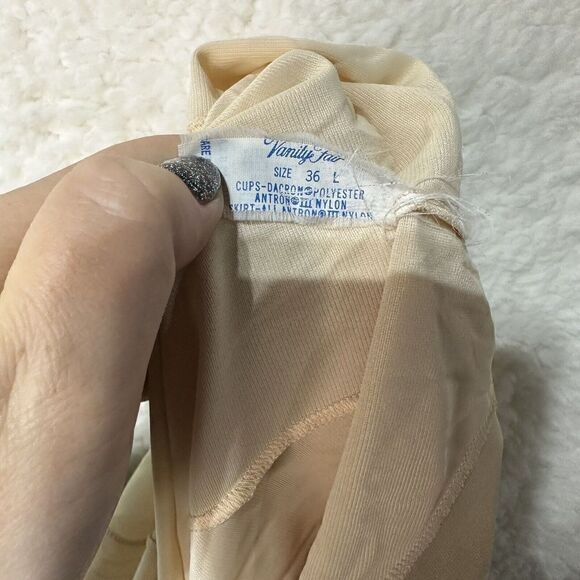 Vanity Fair
SIZE 36 L
CUPS-DACRON® POLYESTER
ANTRON® III NYLON
SKIRT-ALL ANTRON® III NYLON